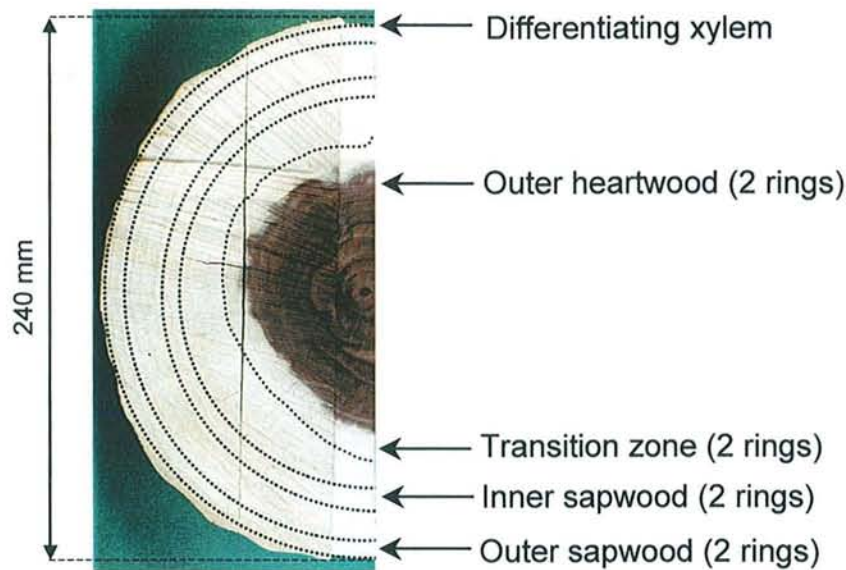 Differentiating xylem
Outer heartwood (2 rings)
240 mm
Transition zone (2 rings)
Inner sapwood (2 rings)
Outer sapwood (2 rings)